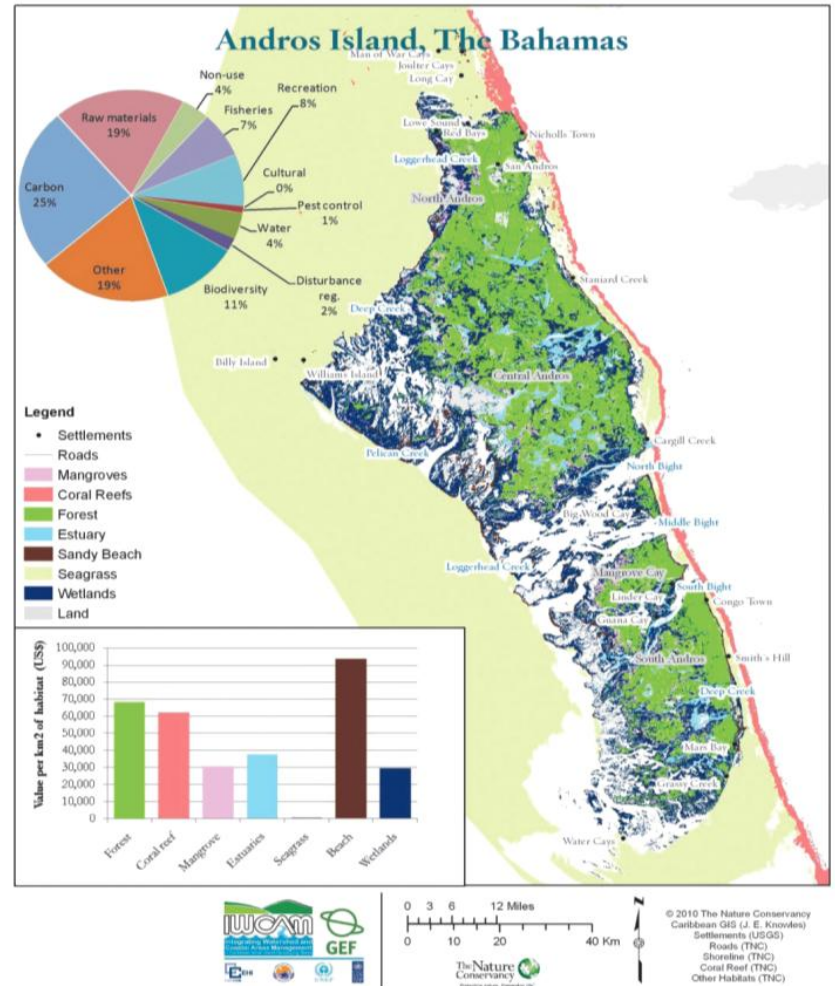 Andros Island, The Bahamas
Man of War Cays
Joulter Cays
Long Cay
Lowe Sound
Red Bays
Nicholls Town
Loggerhead Creek
San Andros
North Andros
Staniard Creek
Deep Creek
Billy Island
Williams Island
Central Andros
Cargill Creek
Pelican Creek
North Bight
Big Wood Cay
Middle Bight
Loggerhead Creek
Mangrove Cay
South Bight
Linder Cay
Congo Town
Guana Cay
South Andros
Smith's Hill
Deep Creek
Mars Bay
Grassy Creek
Water Cays
Non-use
4%
Raw materials
19%
Fisheries
7%
Recreation
8%
Carbon
25%
Cultural
0%
Pest control
1%
Water
4%
Other
19%
Biodiversity
11%
Disturbance
reg.
2%
Legend
Settlements
Roads
Mangroves
Coral Reefs
Forest
Estuary
Sandy Beach
Seagrass
Wetlands
Land
Value per km2 of habitat (US$)
100,000
90,000
80,000
70,000
60,000
50,000
40,000
30,000
20,000
10,000
0
Forest
Coral reef
Mangrove
Estuaries
Seagrass
Beach
Wetlands
IWCAM
Integrating Watershed and
Coastal Areas Management
GEF
0 3 6 12 Miles
0 10 20 40 Km
The Nature
Conservancy
N
© 2010 The Nature Conservancy
Caribbean GIS (J. E. Knowles)
Settlements (USGS)
Roads (TNC)
Shoreline (TNC)
Coral Reef (TNC)
Other Habitats (TNC)